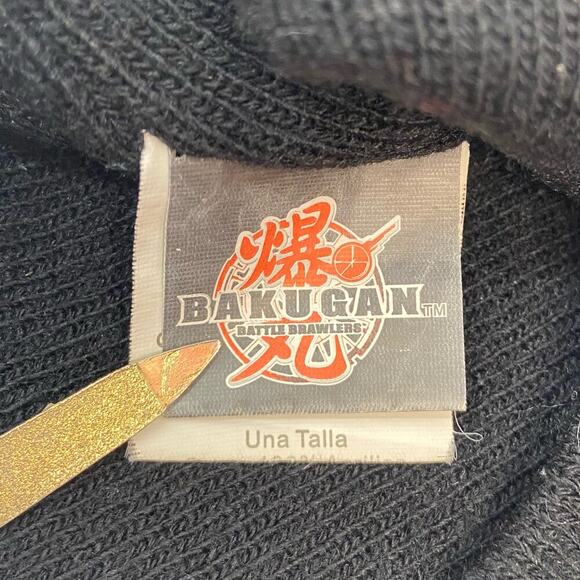 爆
BAKUGAN™
BATTLE BRAWLERS
丸
Una Talla